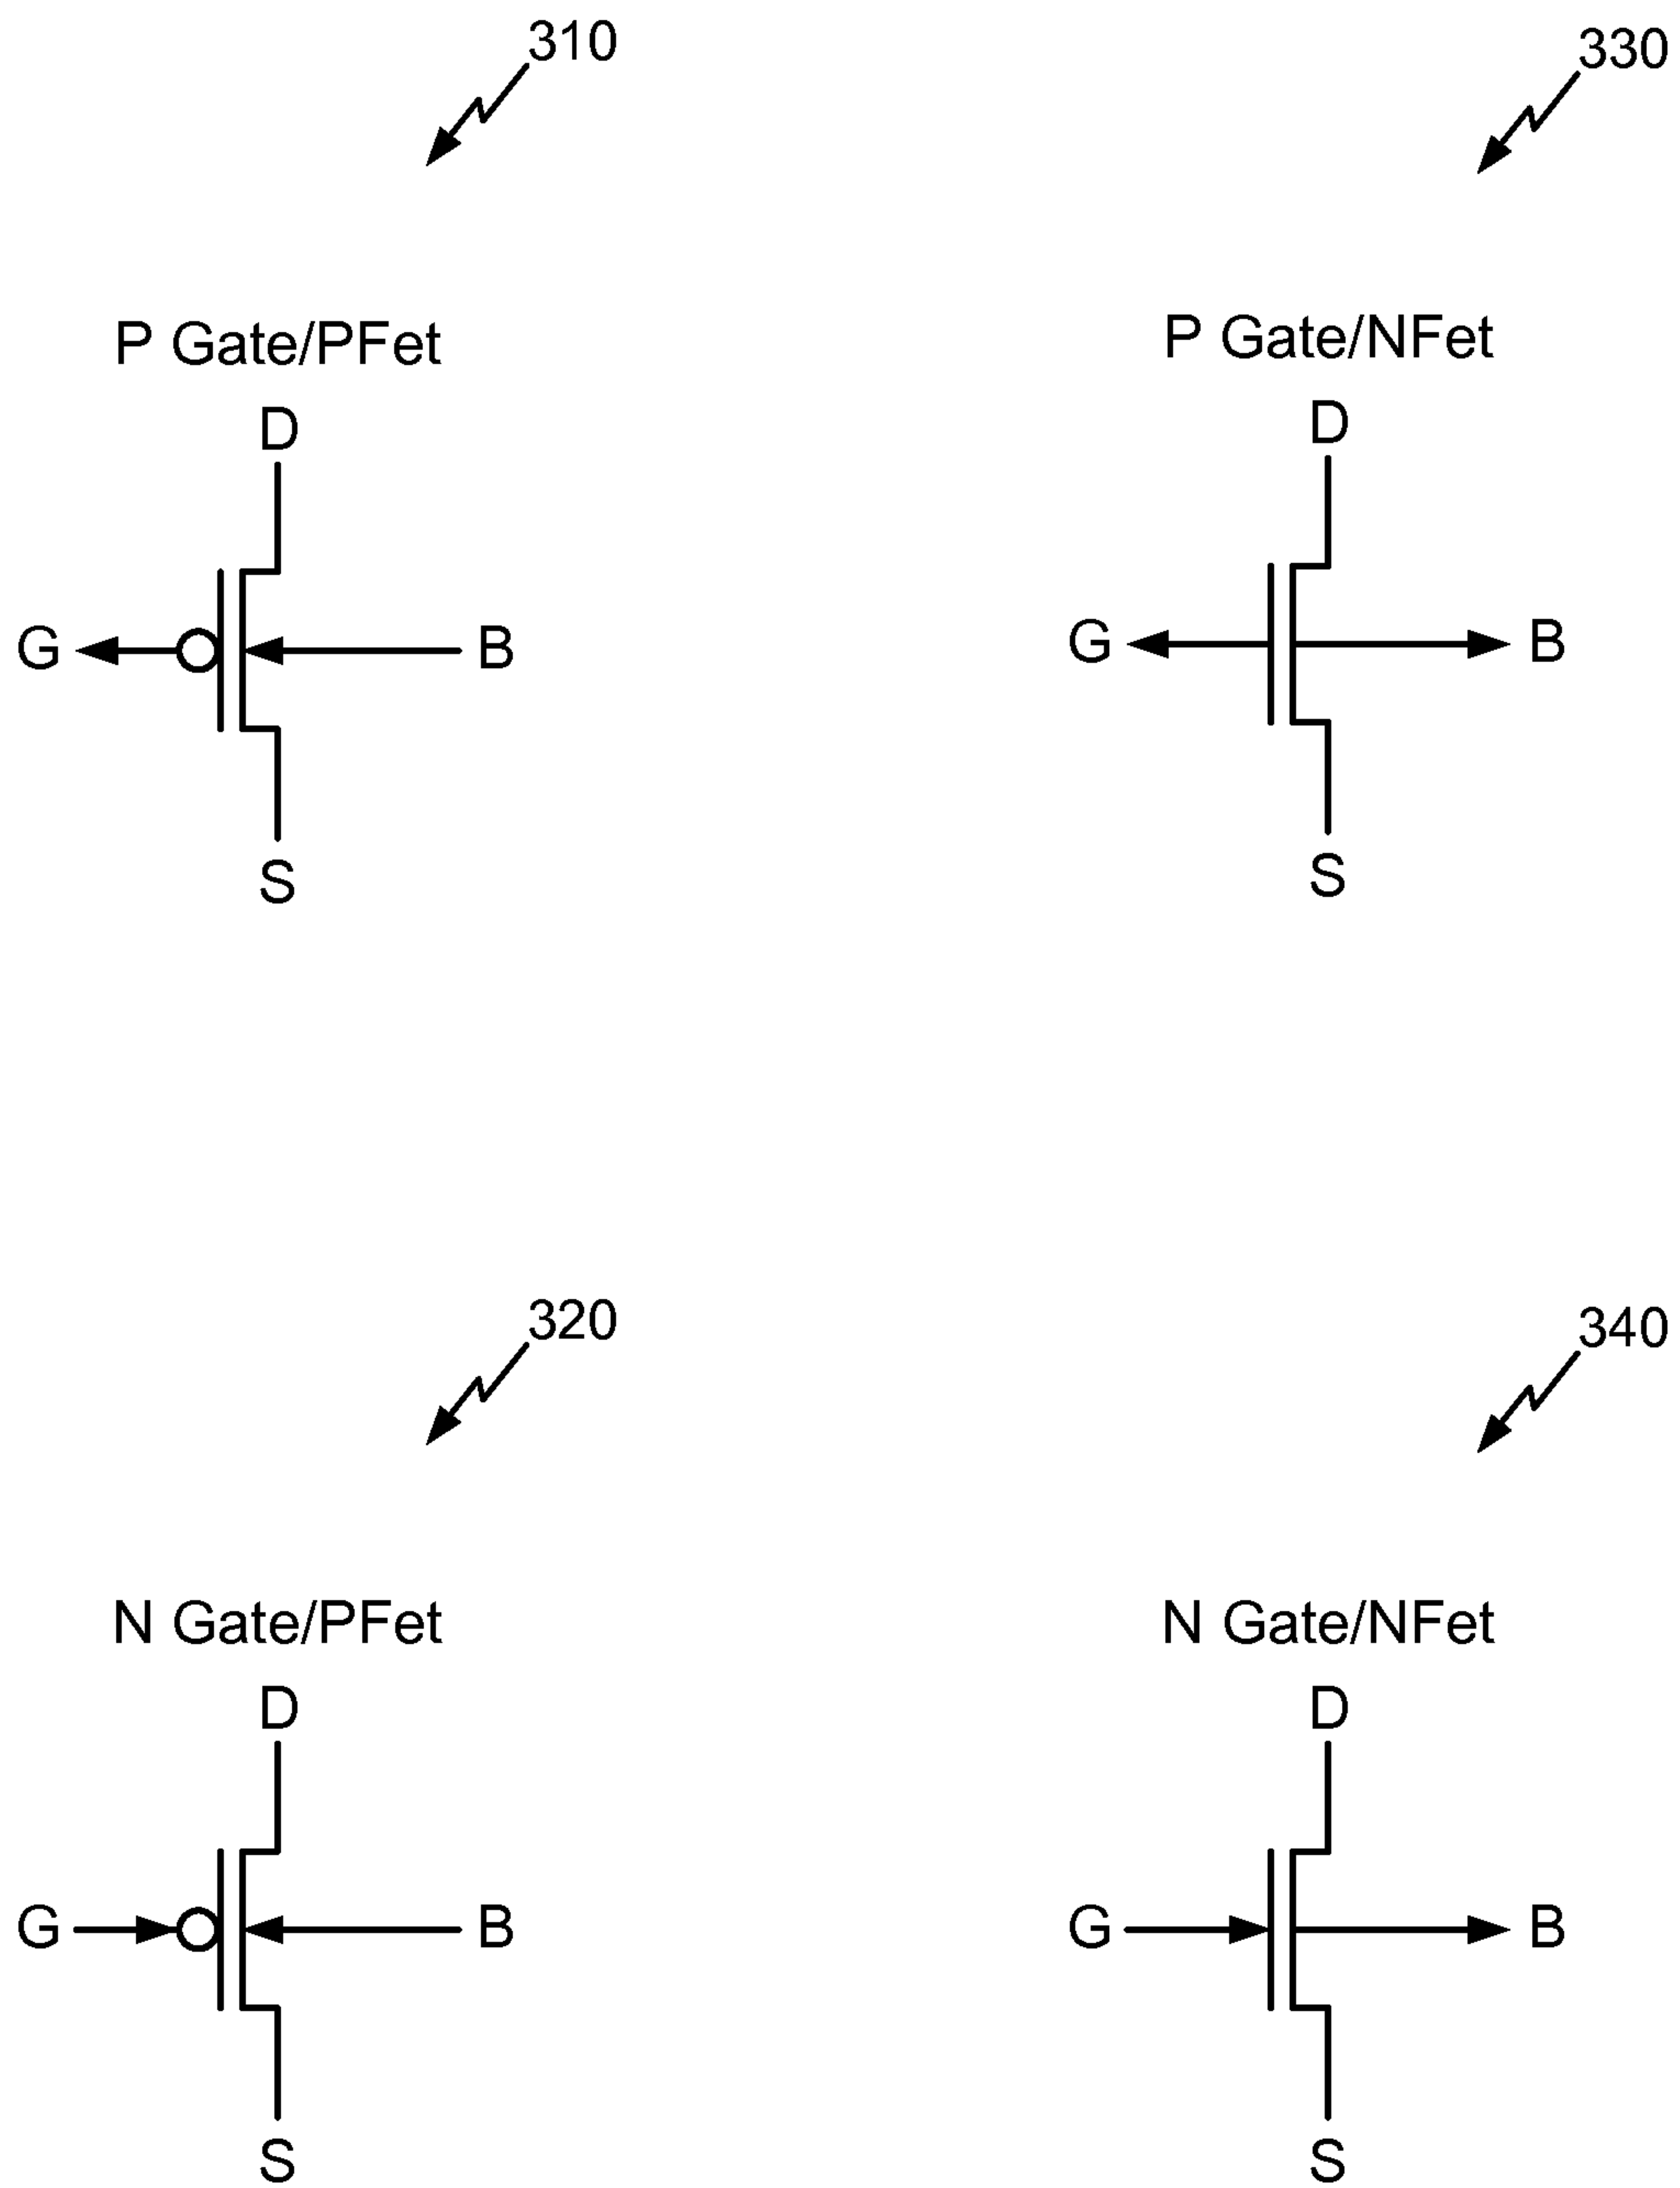 310
330
P Gate/PFet
P Gate/NFet
D
D
G
B
G
B
S
S
320
340
N Gate/PFet
N Gate/NFet
D
D
G
B
G
B
S
S